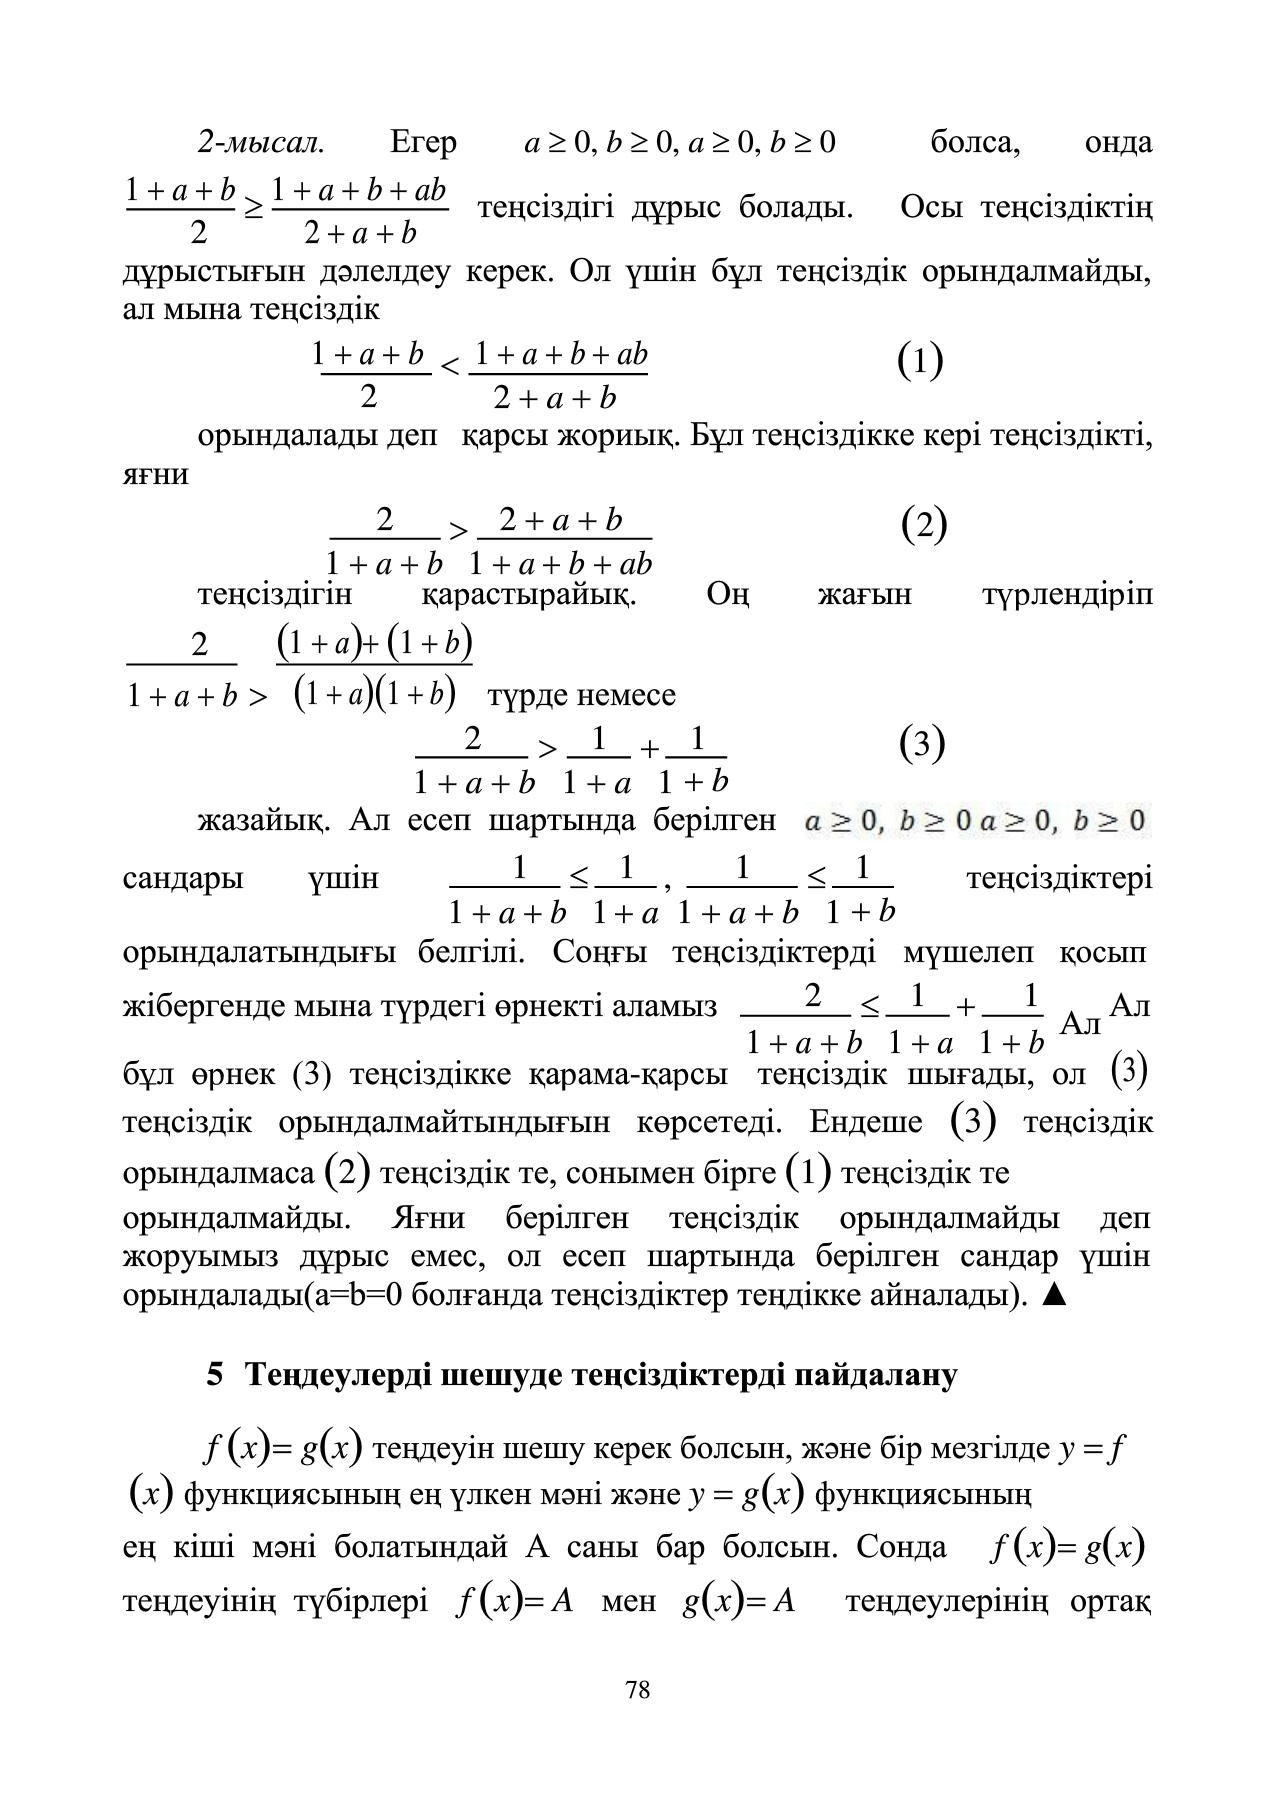 2-мысал. Егер a ≥ 0, b ≥ 0, a ≥ 0, b ≥ 0 болса, онда
(1 + a + b)/2 ≥ (1 + a + b + ab)/(2 + a + b) теңсіздігі дұрыс болады. Осы теңсіздіктің
дұрыстығын дәлелдеу керек. Ол үшін бұл теңсіздік орындалмайды,
ал мына теңсіздік
(1 + a + b)/2 < (1 + a + b + ab)/(2 + a + b) (1)
орындалады деп қарсы жориық. Бұл теңсіздікке кері теңсіздікті,
яғни
2/(1 + a + b) > (2 + a + b)/(1 + a + b + ab) (2)
теңсіздігін қарастырайық. Оң жағын түрлендіріп
2/(1 + a + b) > ((1 + a)+ (1 + b))/((1 + a)(1 + b)) түрде немесе
2/(1 + a + b) > 1/(1 + a) + 1/(1 + b) (3)
жазайық. Ал есеп шартында берілген a ≥ 0, b ≥ 0 a ≥ 0, b ≥ 0
сандары үшін 1/(1 + a + b) ≤ 1/(1 + a), 1/(1 + a + b) ≤ 1/(1 + b) теңсіздіктері
орындалатындығы белгілі. Соңғы теңсіздіктерді мүшелеп қосып
жібергенде мына түрдегі өрнекті аламыз 2/(1 + a + b) ≤ 1/(1 + a) + 1/(1 + b) Ал Ал
бұл өрнек (3) теңсіздікке қарама-қарсы теңсіздік шығады, ол (3)
теңсіздік орындалмайтындығын көрсетеді. Ендеше (3) теңсіздік
орындалмаса (2) теңсіздік те, сонымен бірге (1) теңсіздік те
орындалмайды. Яғни берілген теңсіздік орындалмайды деп
жоруымыз дұрыс емес, ол есеп шартында берілген сандар үшін
орындалады(a=b=0 болғанда теңсіздіктер теңдікке айналады). ▲
5 Теңдеулерді шешуде теңсіздіктерді пайдалану
f (x)= g(x) теңдеуін шешу керек болсын, және бір мезгілде y = f
(x) функциясының ең үлкен мәні және y = g(x) функциясының
ең кіші мәні болатындай А саны бар болсын. Сонда f (x)= g(x)
теңдеуінің түбірлері f (x)= A мен g(x)= A теңдеулерінің ортақ
78